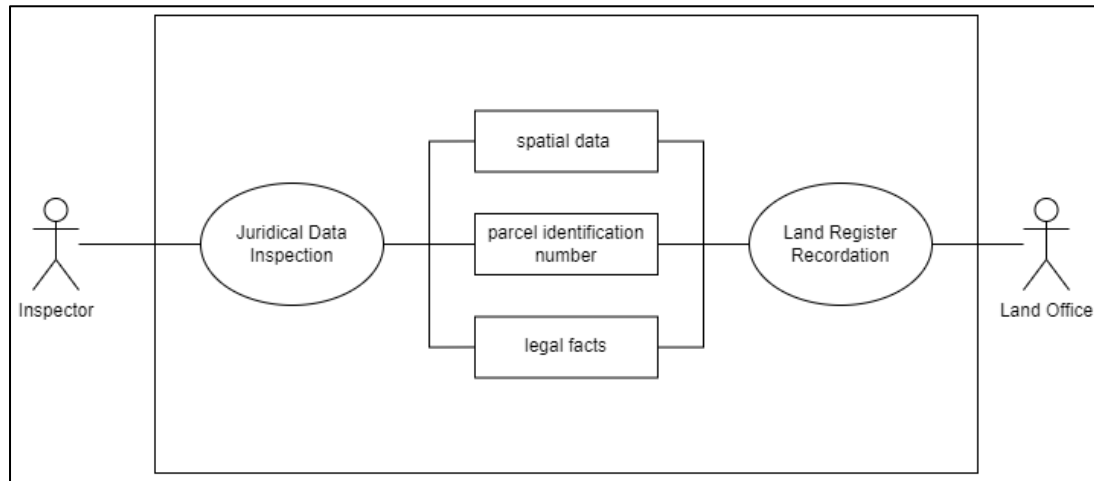 spatial data
Juridical Data
Inspection
parcel identification
number
Land Register
Recordation
Inspector
Land Office
legal facts